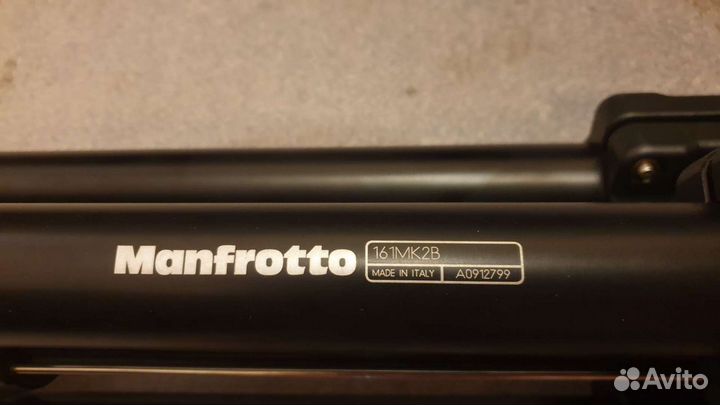 Manfrotto
161MK2B
MADE IN ITALY A0912799
Avito